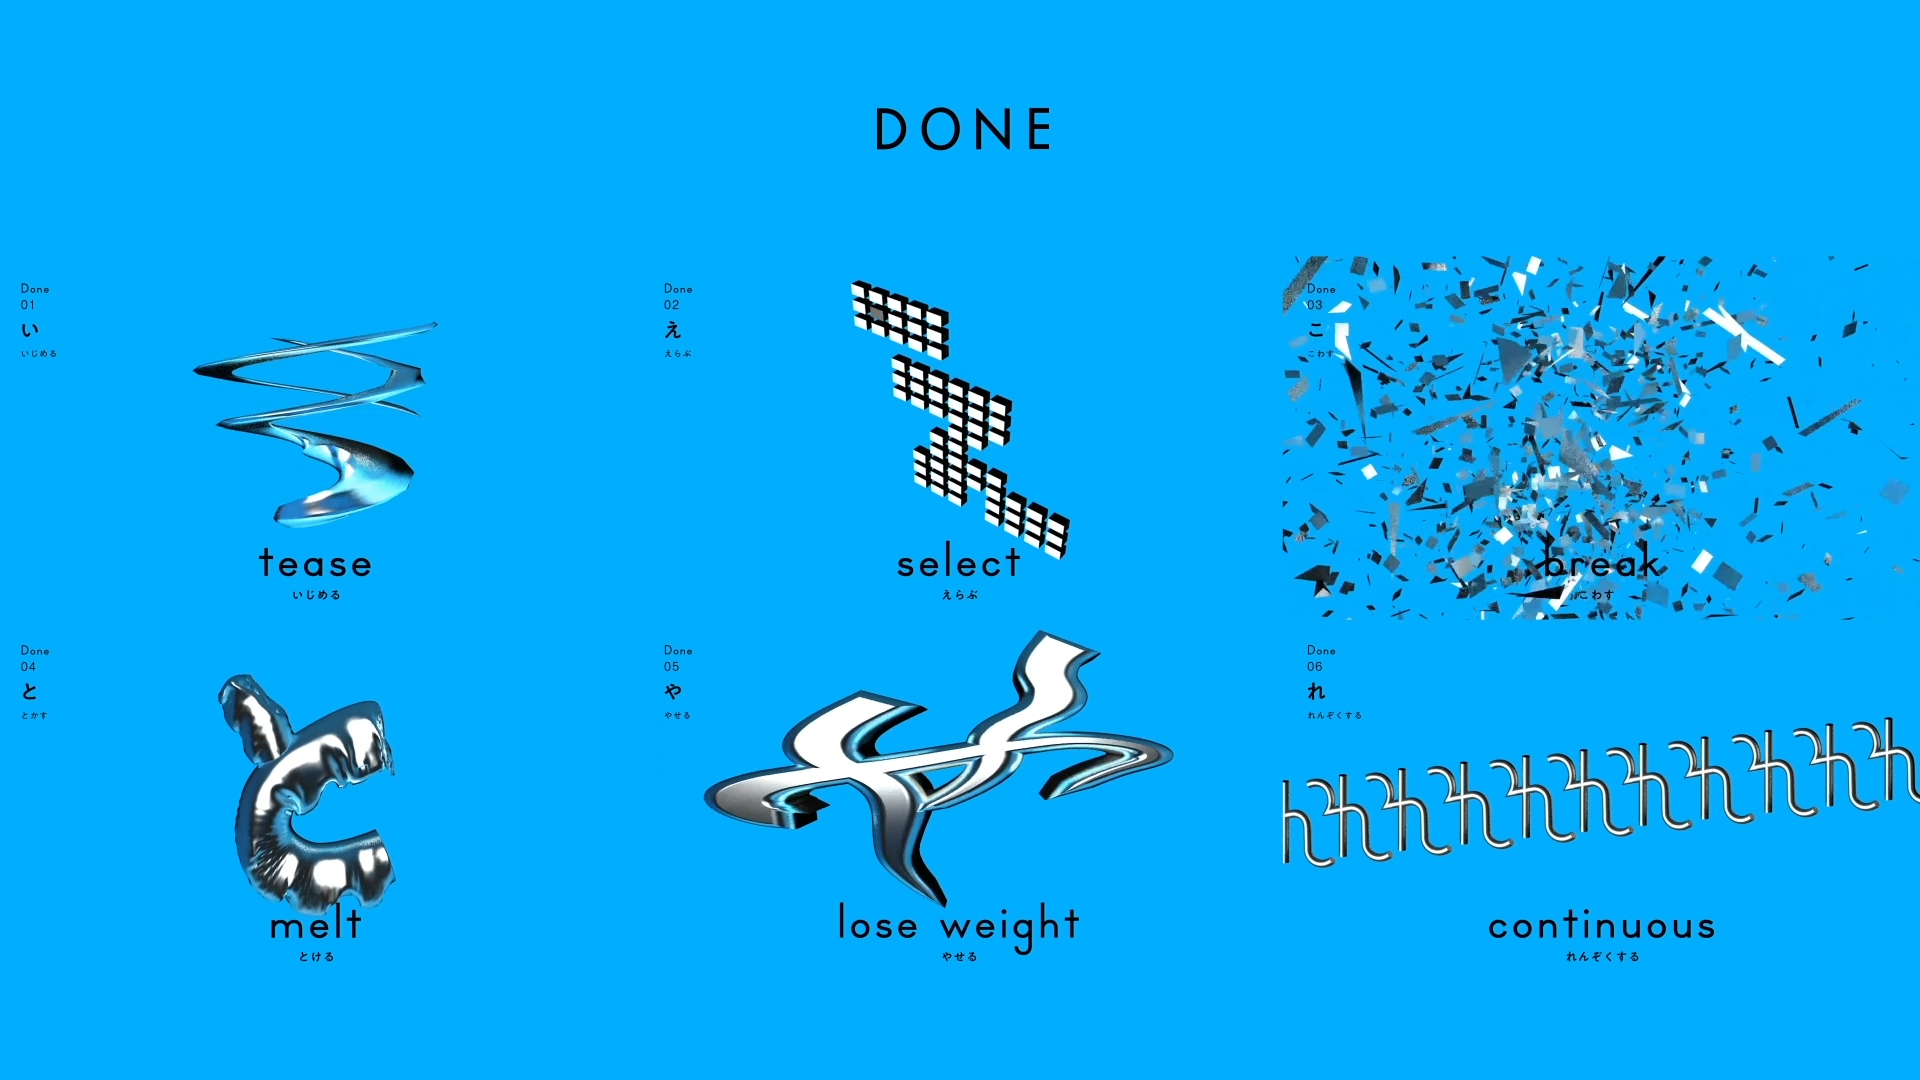 DONE
Done
01
い
いじめる
tease
いじめる
Done
02
え
えらぶ
select
えらぶ
Done
03
こ
こわす
break
こわす
Done
04
と
とかす
melt
とける
Done
05
や
やせる
lose weight
やせる
Done
06
れ
れんぞくする
continuous
れんぞくする